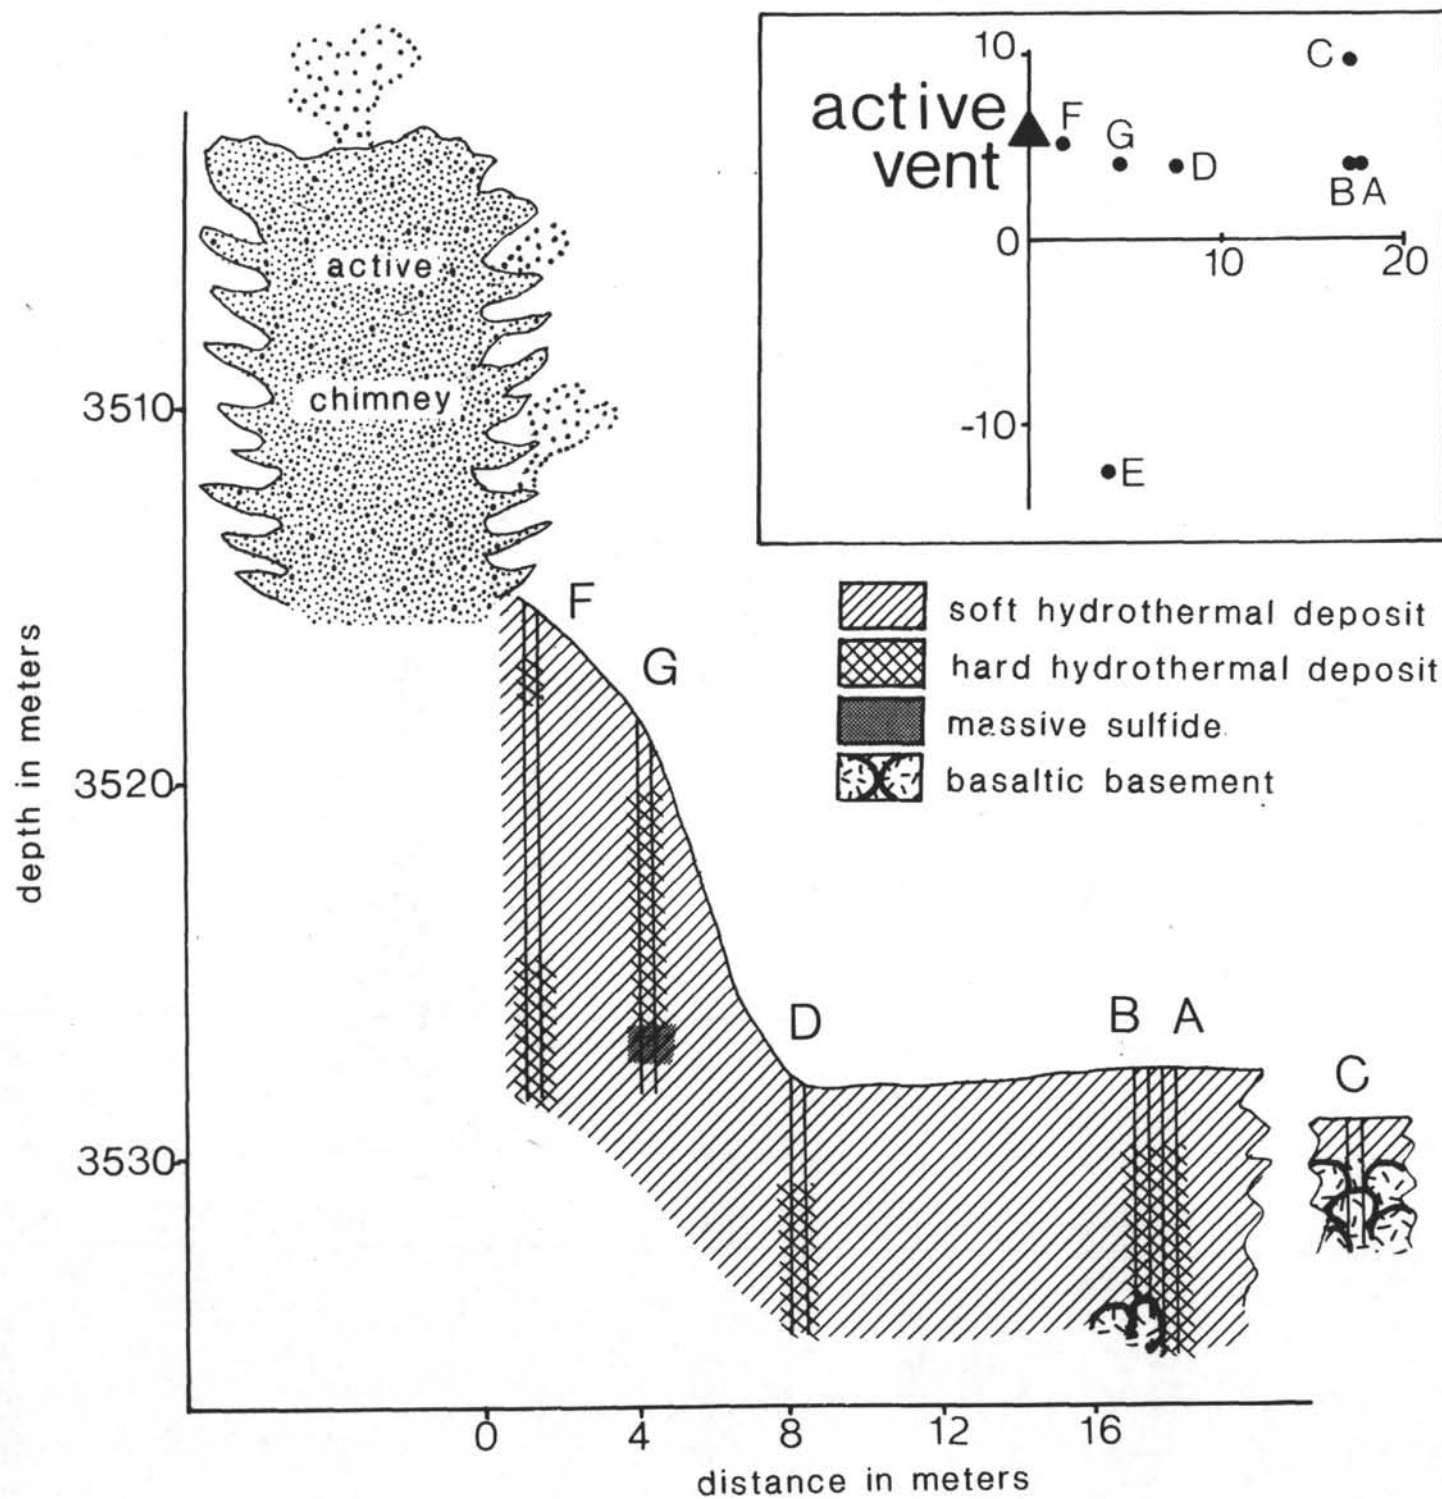 10
C
active
vent
F
G
D
B A
0
10
20
-10
E
active
chimney
3510
3520
3530
depth in meters
F
G
D
B
A
C
soft hydrothermal deposit
hard hydrothermal deposit
massive sulfide
basaltic basement
0
4
8
12
16
distance in meters